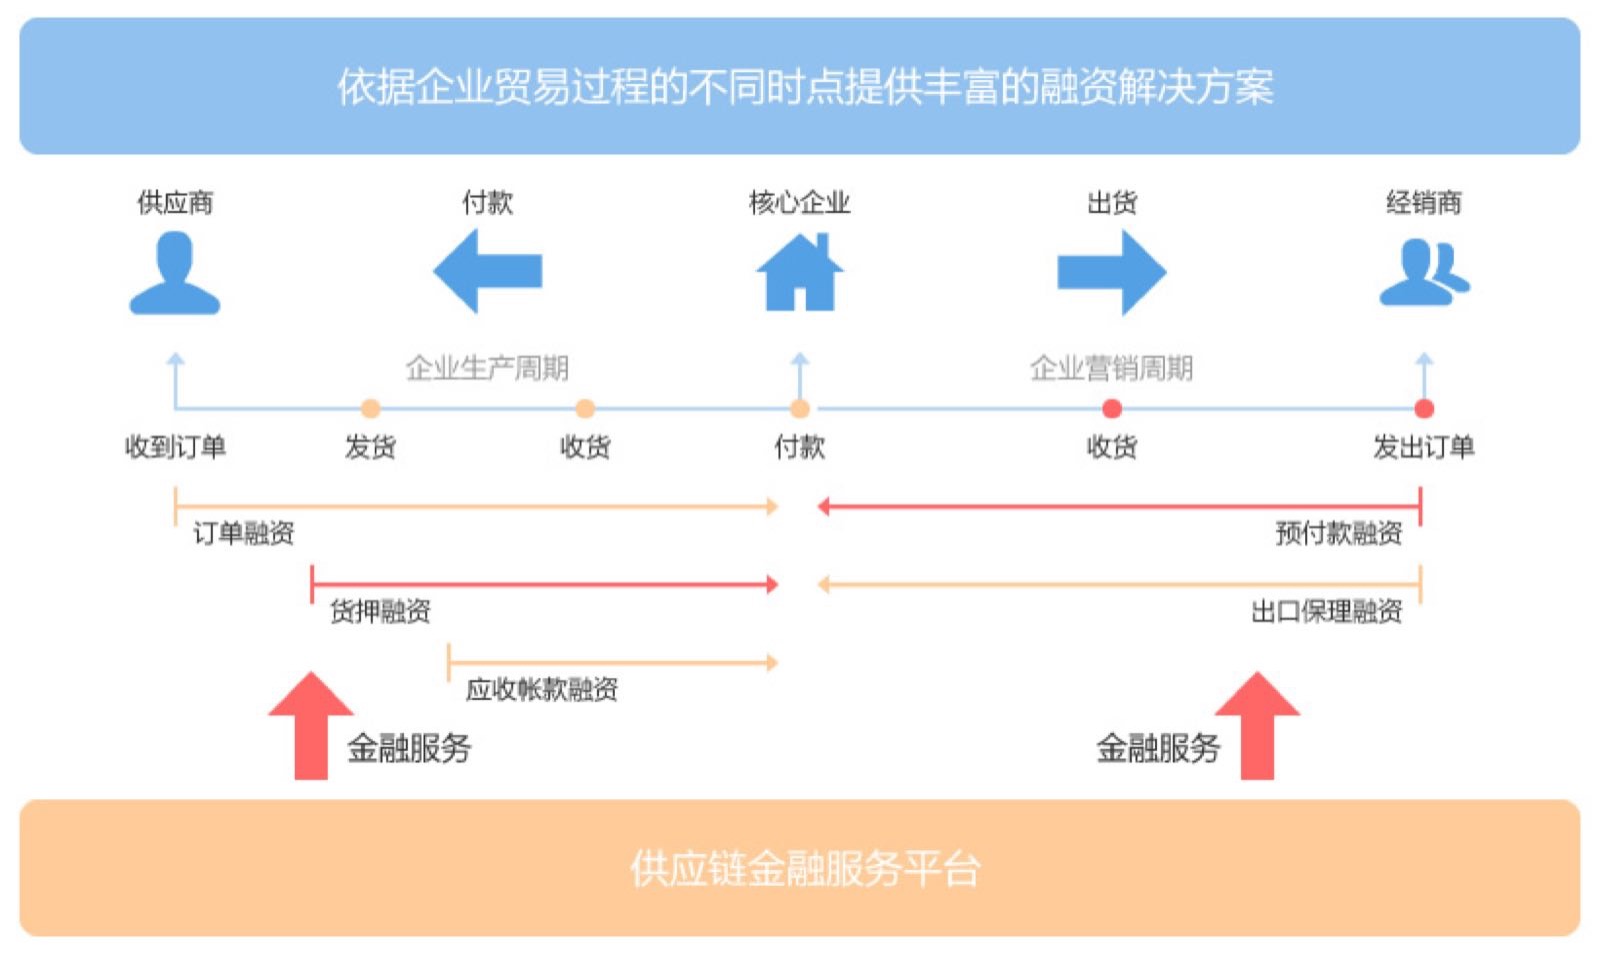 依据企业贸易过程的不同时点提供丰富的融资解决方案
供应商
付款
核心企业
出货
经销商
企业生产周期
企业营销周期
收到订单
发货
收货
付款
收货
发出订单
订单融资
预付款融资
货押融资
出口保理融资
应收帐款融资
金融服务
金融服务
供应链金融服务平台